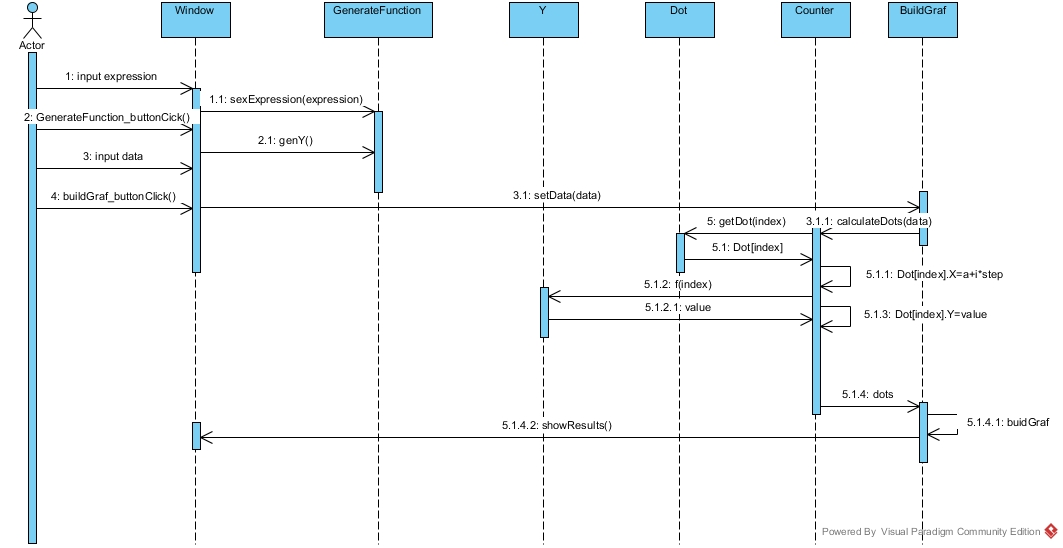 Window
GenerateFunction
Y
Dot
Counter
BuildGraf
Actor
1: input expression
1.1: sexExpression(expression)
2: GenerateFunction_buttonCick()
2.1: genY()
3: input data
4: buildGraf_buttonClick()
3.1: setData(data)
5: getDot(index)
3.1.1: calculateDots(data)
5.1: Dot[index]
5.1.1: Dot[index].X=a+i*step
5.1.2: f(index)
5.1.2.1: value
5.1.3: Dot[index].Y=value
5.1.4: dots
5.1.4.1: buidGraf
5.1.4.2: showResults()
Powered By Visual Paradigm Community Edition